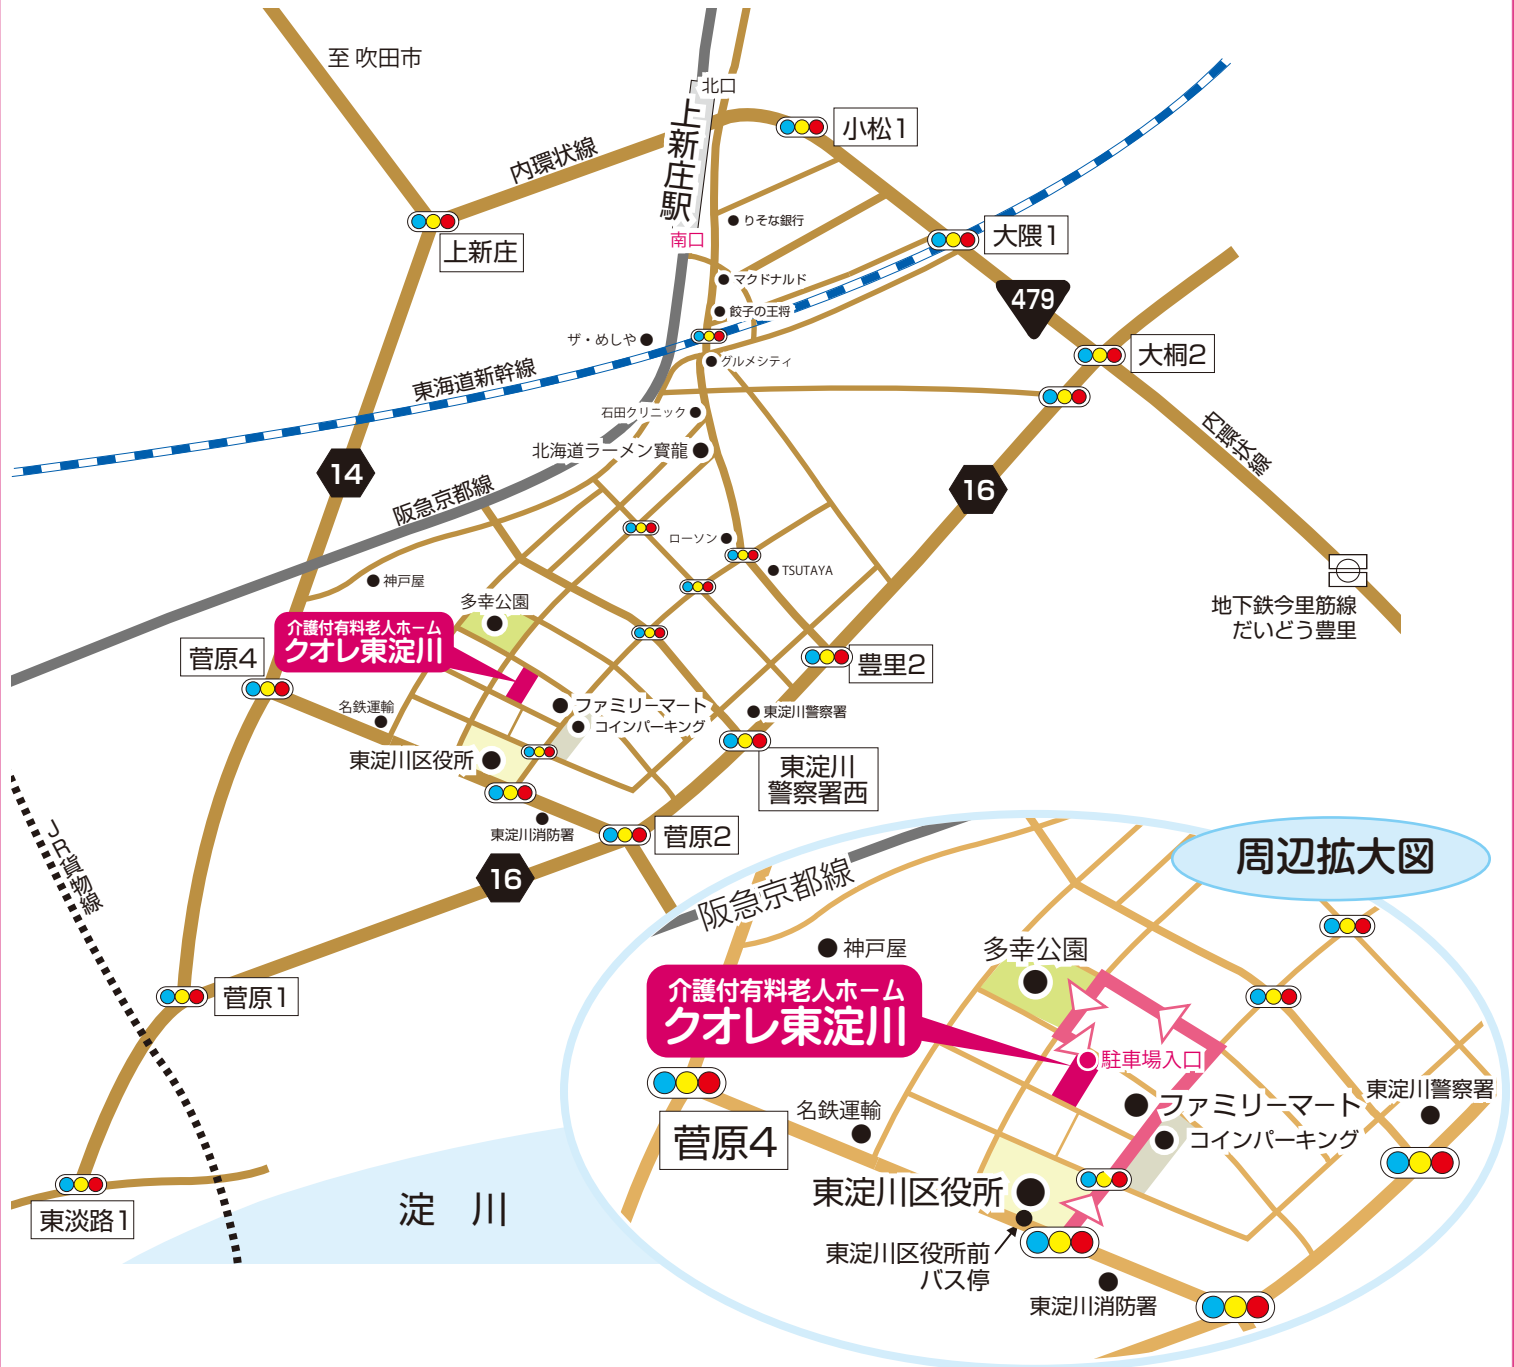 至 吹田市
北口
上新庄駅
南口
小松1
内環状線
りそな銀行
上新庄
大隈1
マクドナルド
479
餃子の王将
ザ・めしや
大桐2
グルメシティ
東海道新幹線
石田クリニック
内環状線
北海道ラーメン寳龍
14
16
阪急京都線
ローソン
TSUTAYA
神戸屋
多幸公園
地下鉄今里筋線
だいどう豊里
介護付有料老人ホーム
クオレ東淀川
菅原4
豊里2
名鉄運輸
ファミリーマート
コインパーキング
東淀川警察署
東淀川区役所
東淀川
警察署西
東淀川消防署
菅原2
JR貨物線
16
菅原1
東淡路1
淀 川
周辺拡大図
阪急京都線
神戸屋
多幸公園
介護付有料老人ホーム
クオレ東淀川
駐車場入口
東淀川警察署
名鉄運輸
ファミリーマート
菅原4
コインパーキング
東淀川区役所
東淀川区役所前
バス停
東淀川消防署